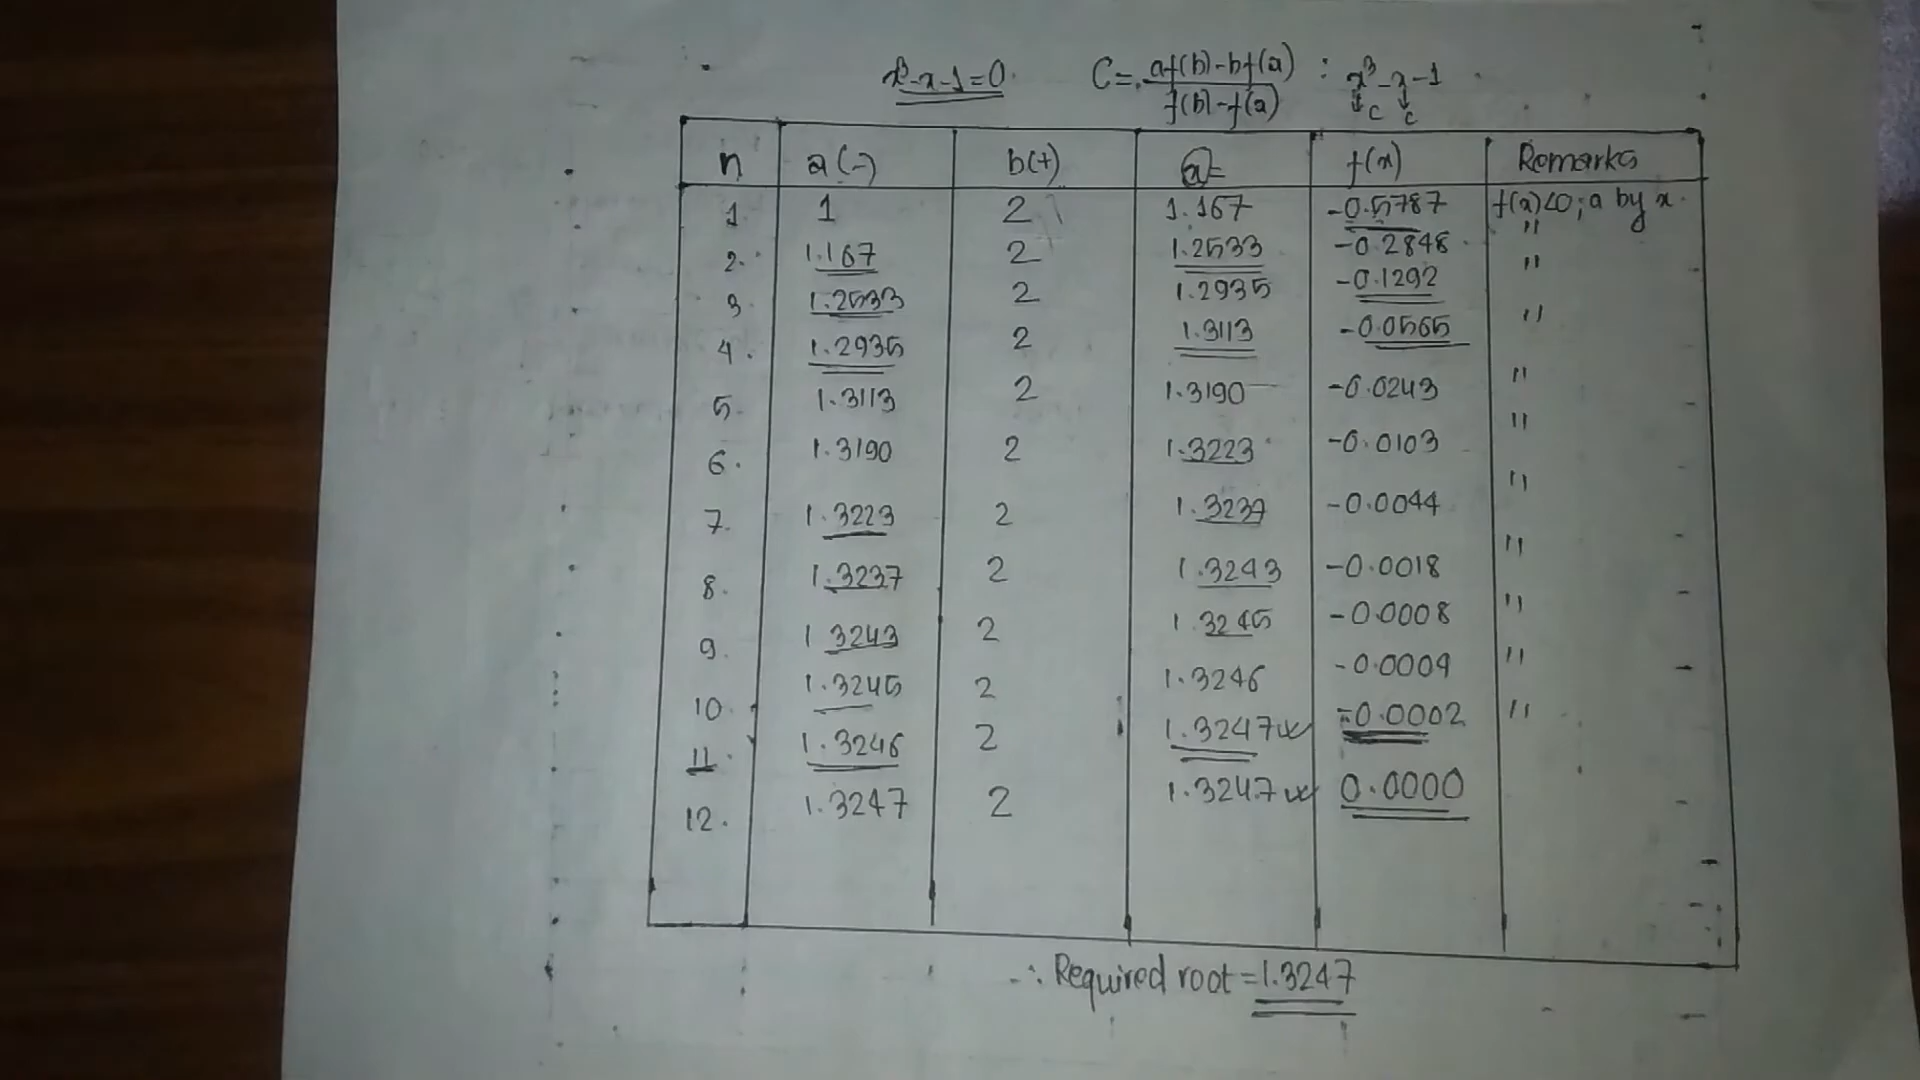 x³-x-1=0. C= af(b)-bf(a) / f(b)-f(a) : x³-x-1
c c
n a(-) b(+) x= f(x) Remarks
1. 1 2 1.167 -0.5787 f(x)<0; a by x.
2. 1.167 2 1.2533 -0.2848 "
3. 1.2533 2 1.2935 -0.1292 "
4. 1.2935 2 1.3113 -0.0565 "
5. 1.3113 2 1.3190 -0.0243 "
6. 1.3190 2 1.3223 -0.0103 "
7. 1.3223 2 1.3237 -0.0044 "
8. 1.3237 2 1.3243 -0.0018 "
9. 1.3243 2 1.3245 -0.0008 "
10. 1.3245 2 1.3246 -0.0004 "
11. 1.3246 2 1.3247 -0.0002 "
12. 1.3247 2 1.3247 0.0000
∴ Required root = 1.3247